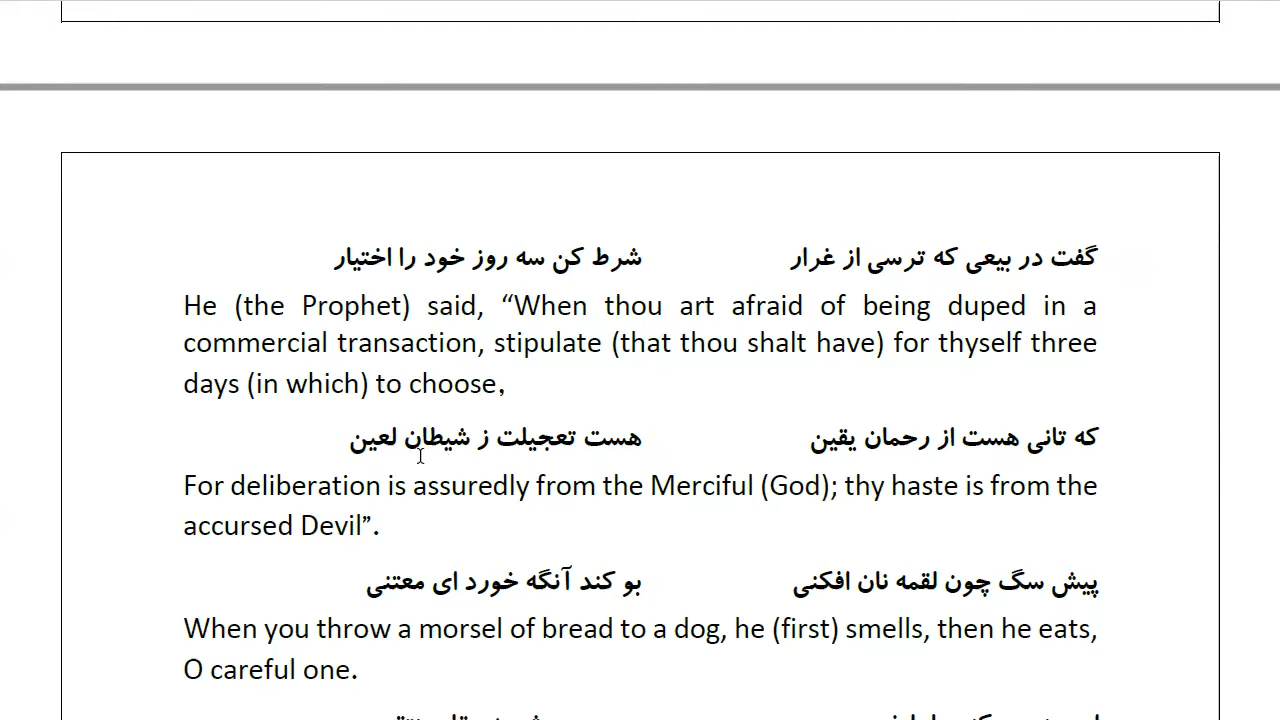 گفت در بیعی که ترسی از غرار شرط کن سه روز خود را اختیار
He (the Prophet) said, “When thou art afraid of being duped in a
commercial transaction, stipulate (that thou shalt have) for thyself three
days (in which) to choose,
که تانی هست از رحمان یقین هست تعجیلت ز شیطان لعین
For deliberation is assuredly from the Merciful (God); thy haste is from the
accursed Devil”.
پیش سگ چون لقمه نان افکنی بو کند آنگه خورد ای معتنی
When you throw a morsel of bread to a dog, he (first) smells, then he eats,
O careful one.